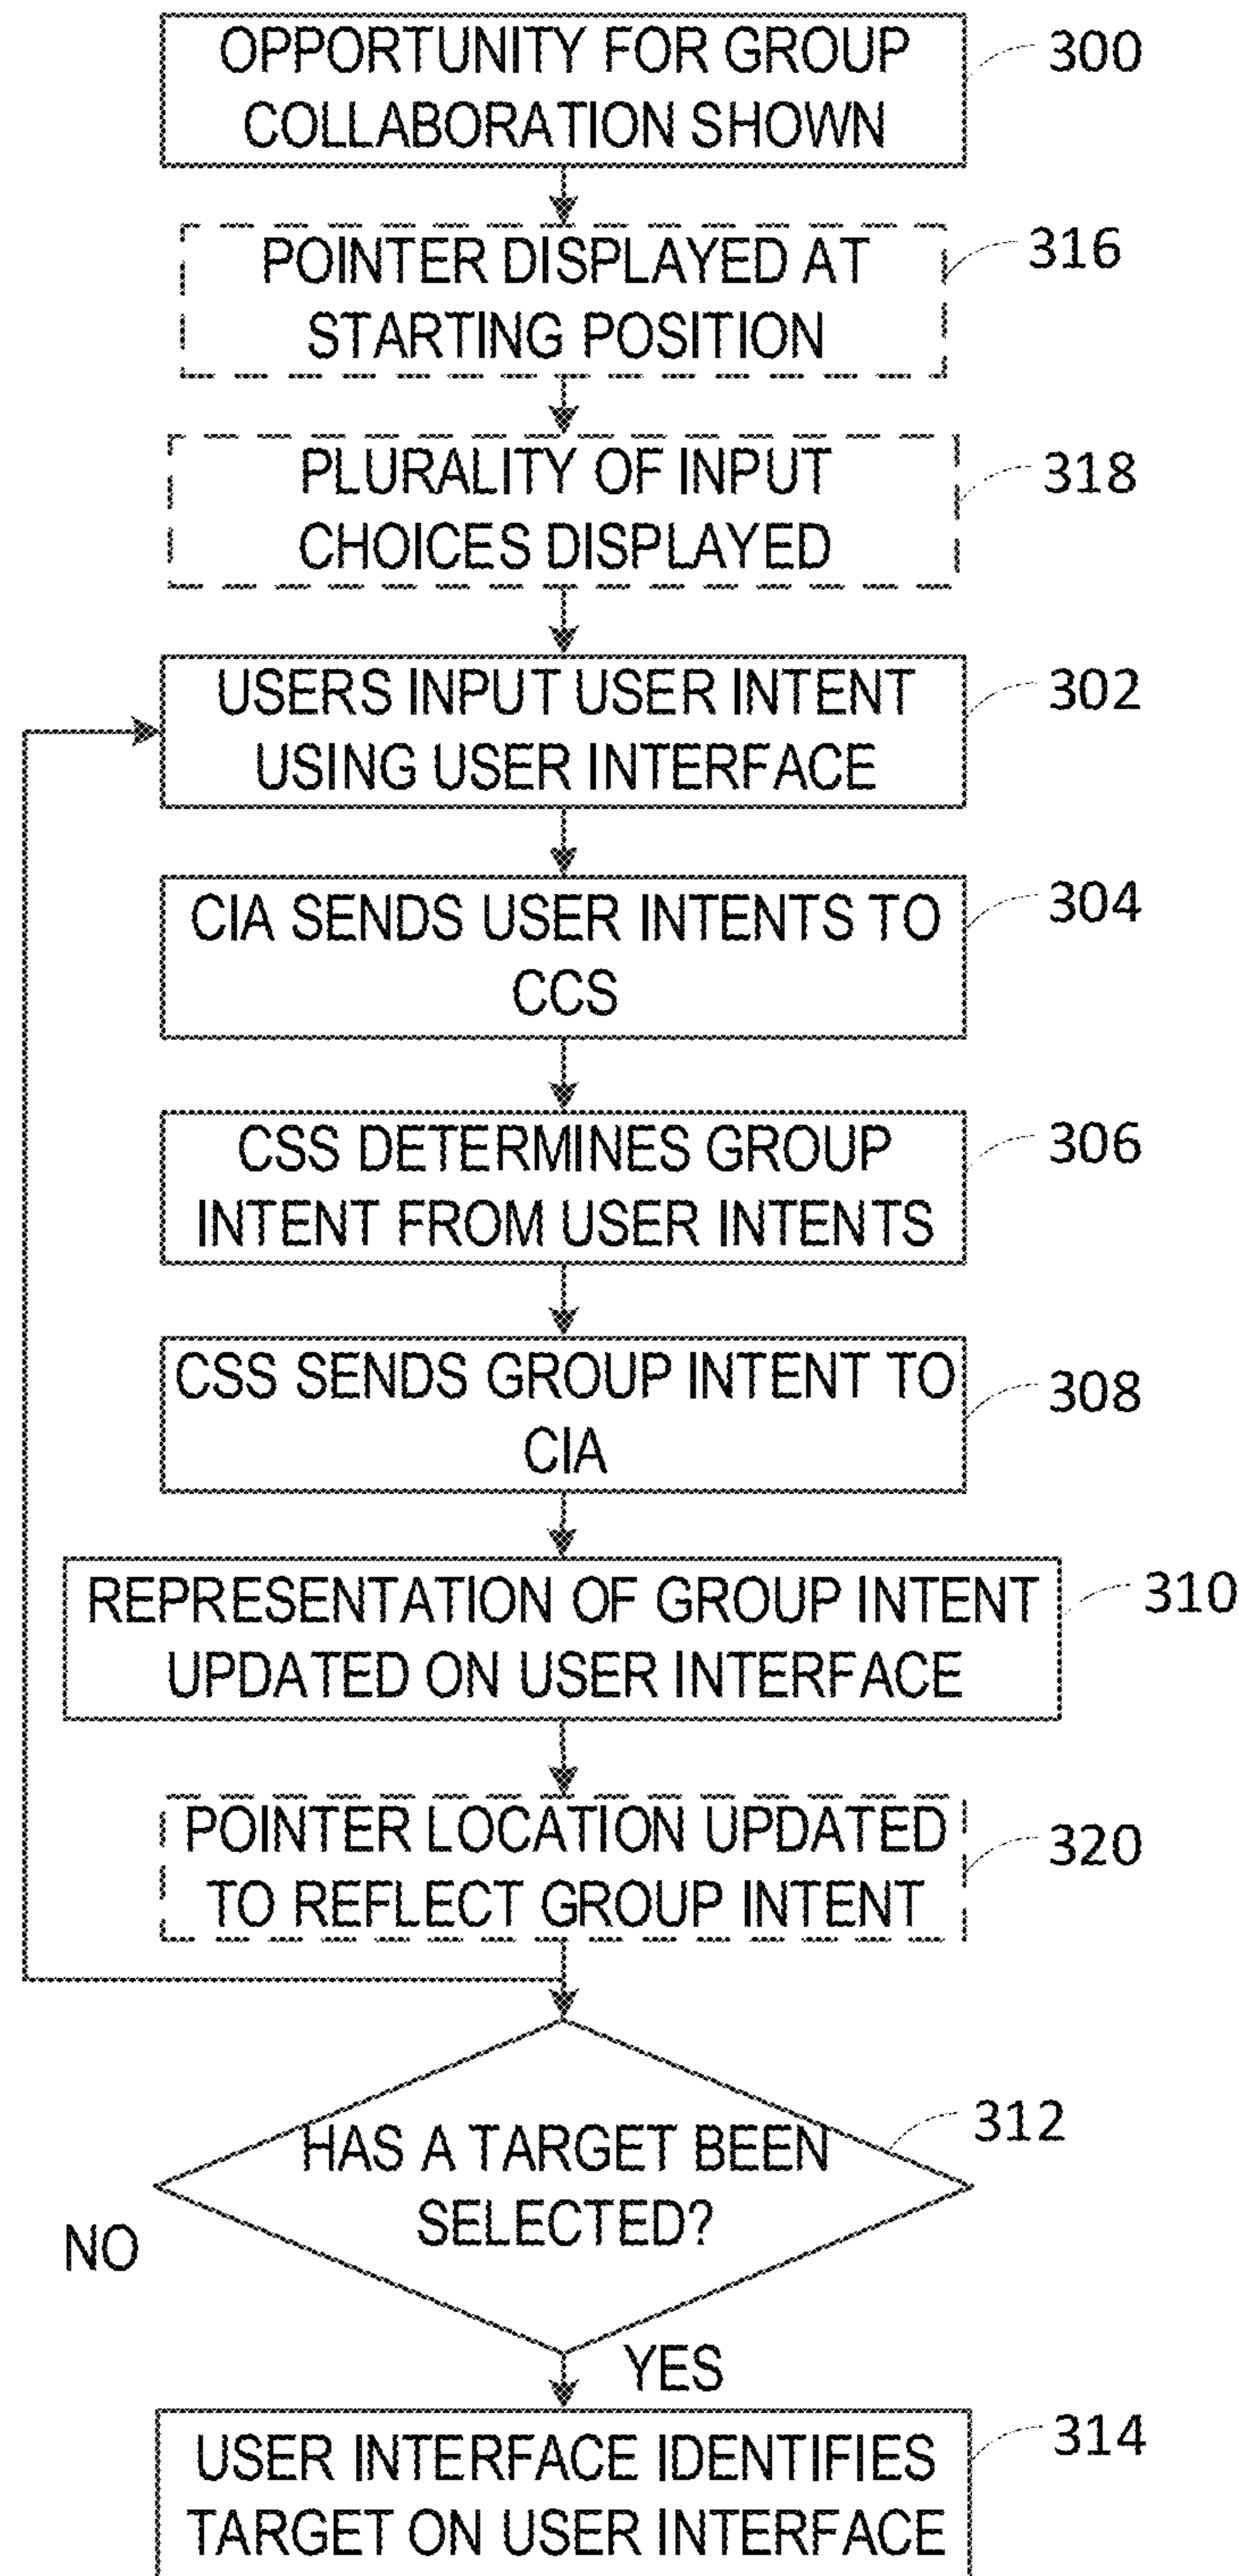 OPPORTUNITY FOR GROUP
COLLABORATION SHOWN
300
POINTER DISPLAYED AT
STARTING POSITION
316
PLURALITY OF INPUT
CHOICES DISPLAYED
318
USERS INPUT USER INTENT
USING USER INTERFACE
302
CIA SENDS USER INTENTS TO
CCS
304
CSS DETERMINES GROUP
INTENT FROM USER INTENTS
306
CSS SENDS GROUP INTENT TO
CIA
308
REPRESENTATION OF GROUP INTENT
UPDATED ON USER INTERFACE
310
POINTER LOCATION UPDATED
TO REFLECT GROUP INTENT
320
HAS A TARGET BEEN
SELECTED?
312
NO
YES
USER INTERFACE IDENTIFIES
TARGET ON USER INTERFACE
314